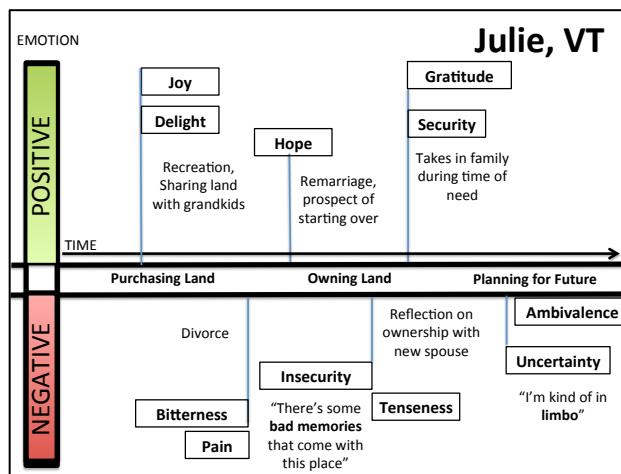 EMOTION
Julie, VT
POSITIVE
Joy
Delight
Recreation,
Sharing land
with grandkids
Hope
Remarriage,
prospect of
starting over
Gratitude
Security
Takes in family
during time of
need
TIME
Purchasing Land
Owning Land
Planning for Future
NEGATIVE
Divorce
Bitterness
Pain
Insecurity
“There’s some
bad memories
that come with
this place”
Reflection on
ownership with
new spouse
Tenseness
Ambivalence
Uncertainty
“I’m kind of in
limbo”